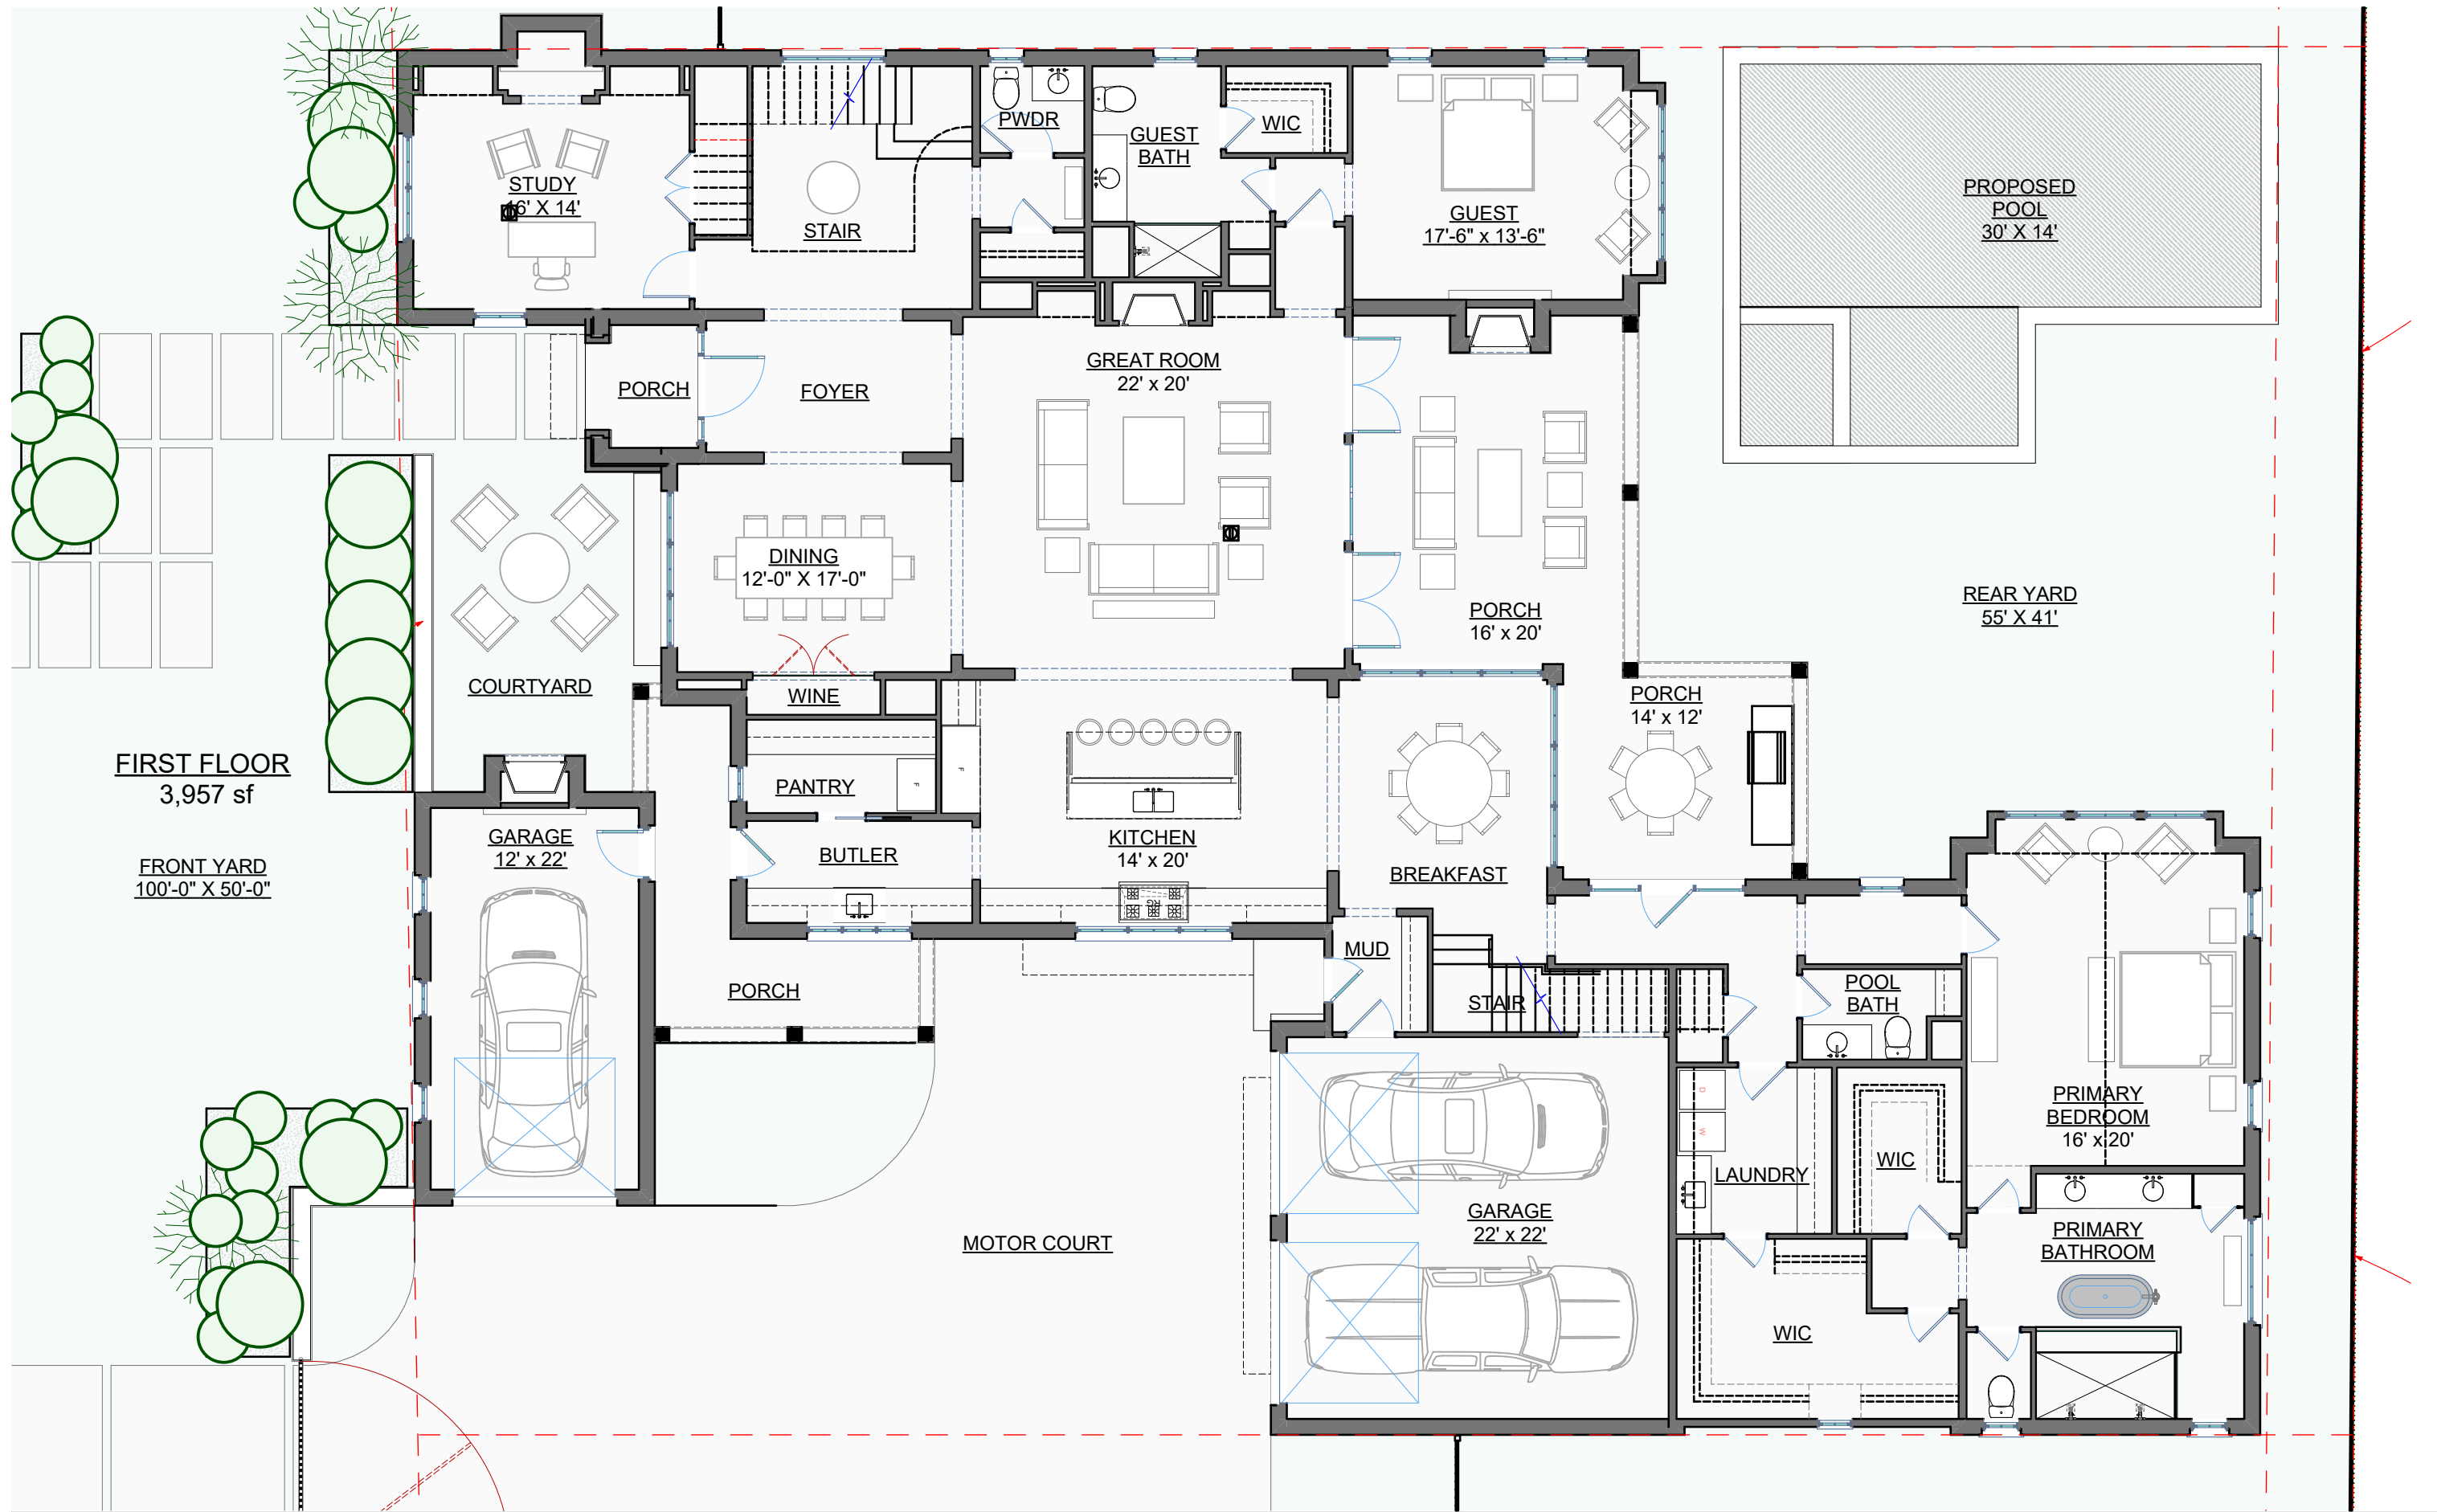 PWDR
GUEST
BATH
WIC
STUDY
16' X 14'
STAIR
GUEST
17'-6" x 13'-6"
PROPOSED
POOL
30' X 14'
PORCH
FOYER
GREAT ROOM
22' x 20'
DINING
12'-0" X 17'-0"
PORCH
16' x 20'
REAR YARD
55' X 41'
COURTYARD
WINE
PORCH
14' x 12'
FIRST FLOOR
3,957 sf
PANTRY
F
F
GARAGE
12' x 22'
BUTLER
KITCHEN
14' x 20'
BREAKFAST
FRONT YARD
100'-0" X 50'-0"
RG
MUD
PORCH
STAIR
POOL
BATH
D
W
PRIMARY
BEDROOM
16' x 20'
LAUNDRY
WIC
GARAGE
22' x 22'
MOTOR COURT
PRIMARY
BATHROOM
WIC